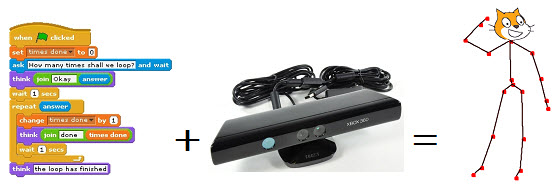 when clicked
set times done to 0
ask How many times shall we loop? and wait
think join Okay answer
wait 1 secs
repeat answer
change times done by 1
think join done times done
wait 1 secs
think the loop has finished
+
XBOX 360
=